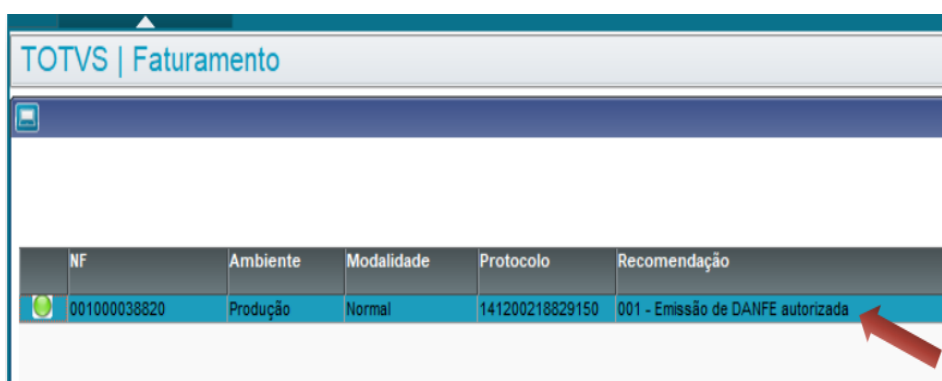 TOTVS | Faturamento
NF Ambiente Modalidade Protocolo Recomendação
001000038820 Produção Normal 141200218829150 001 - Emissão de DANFE autorizada